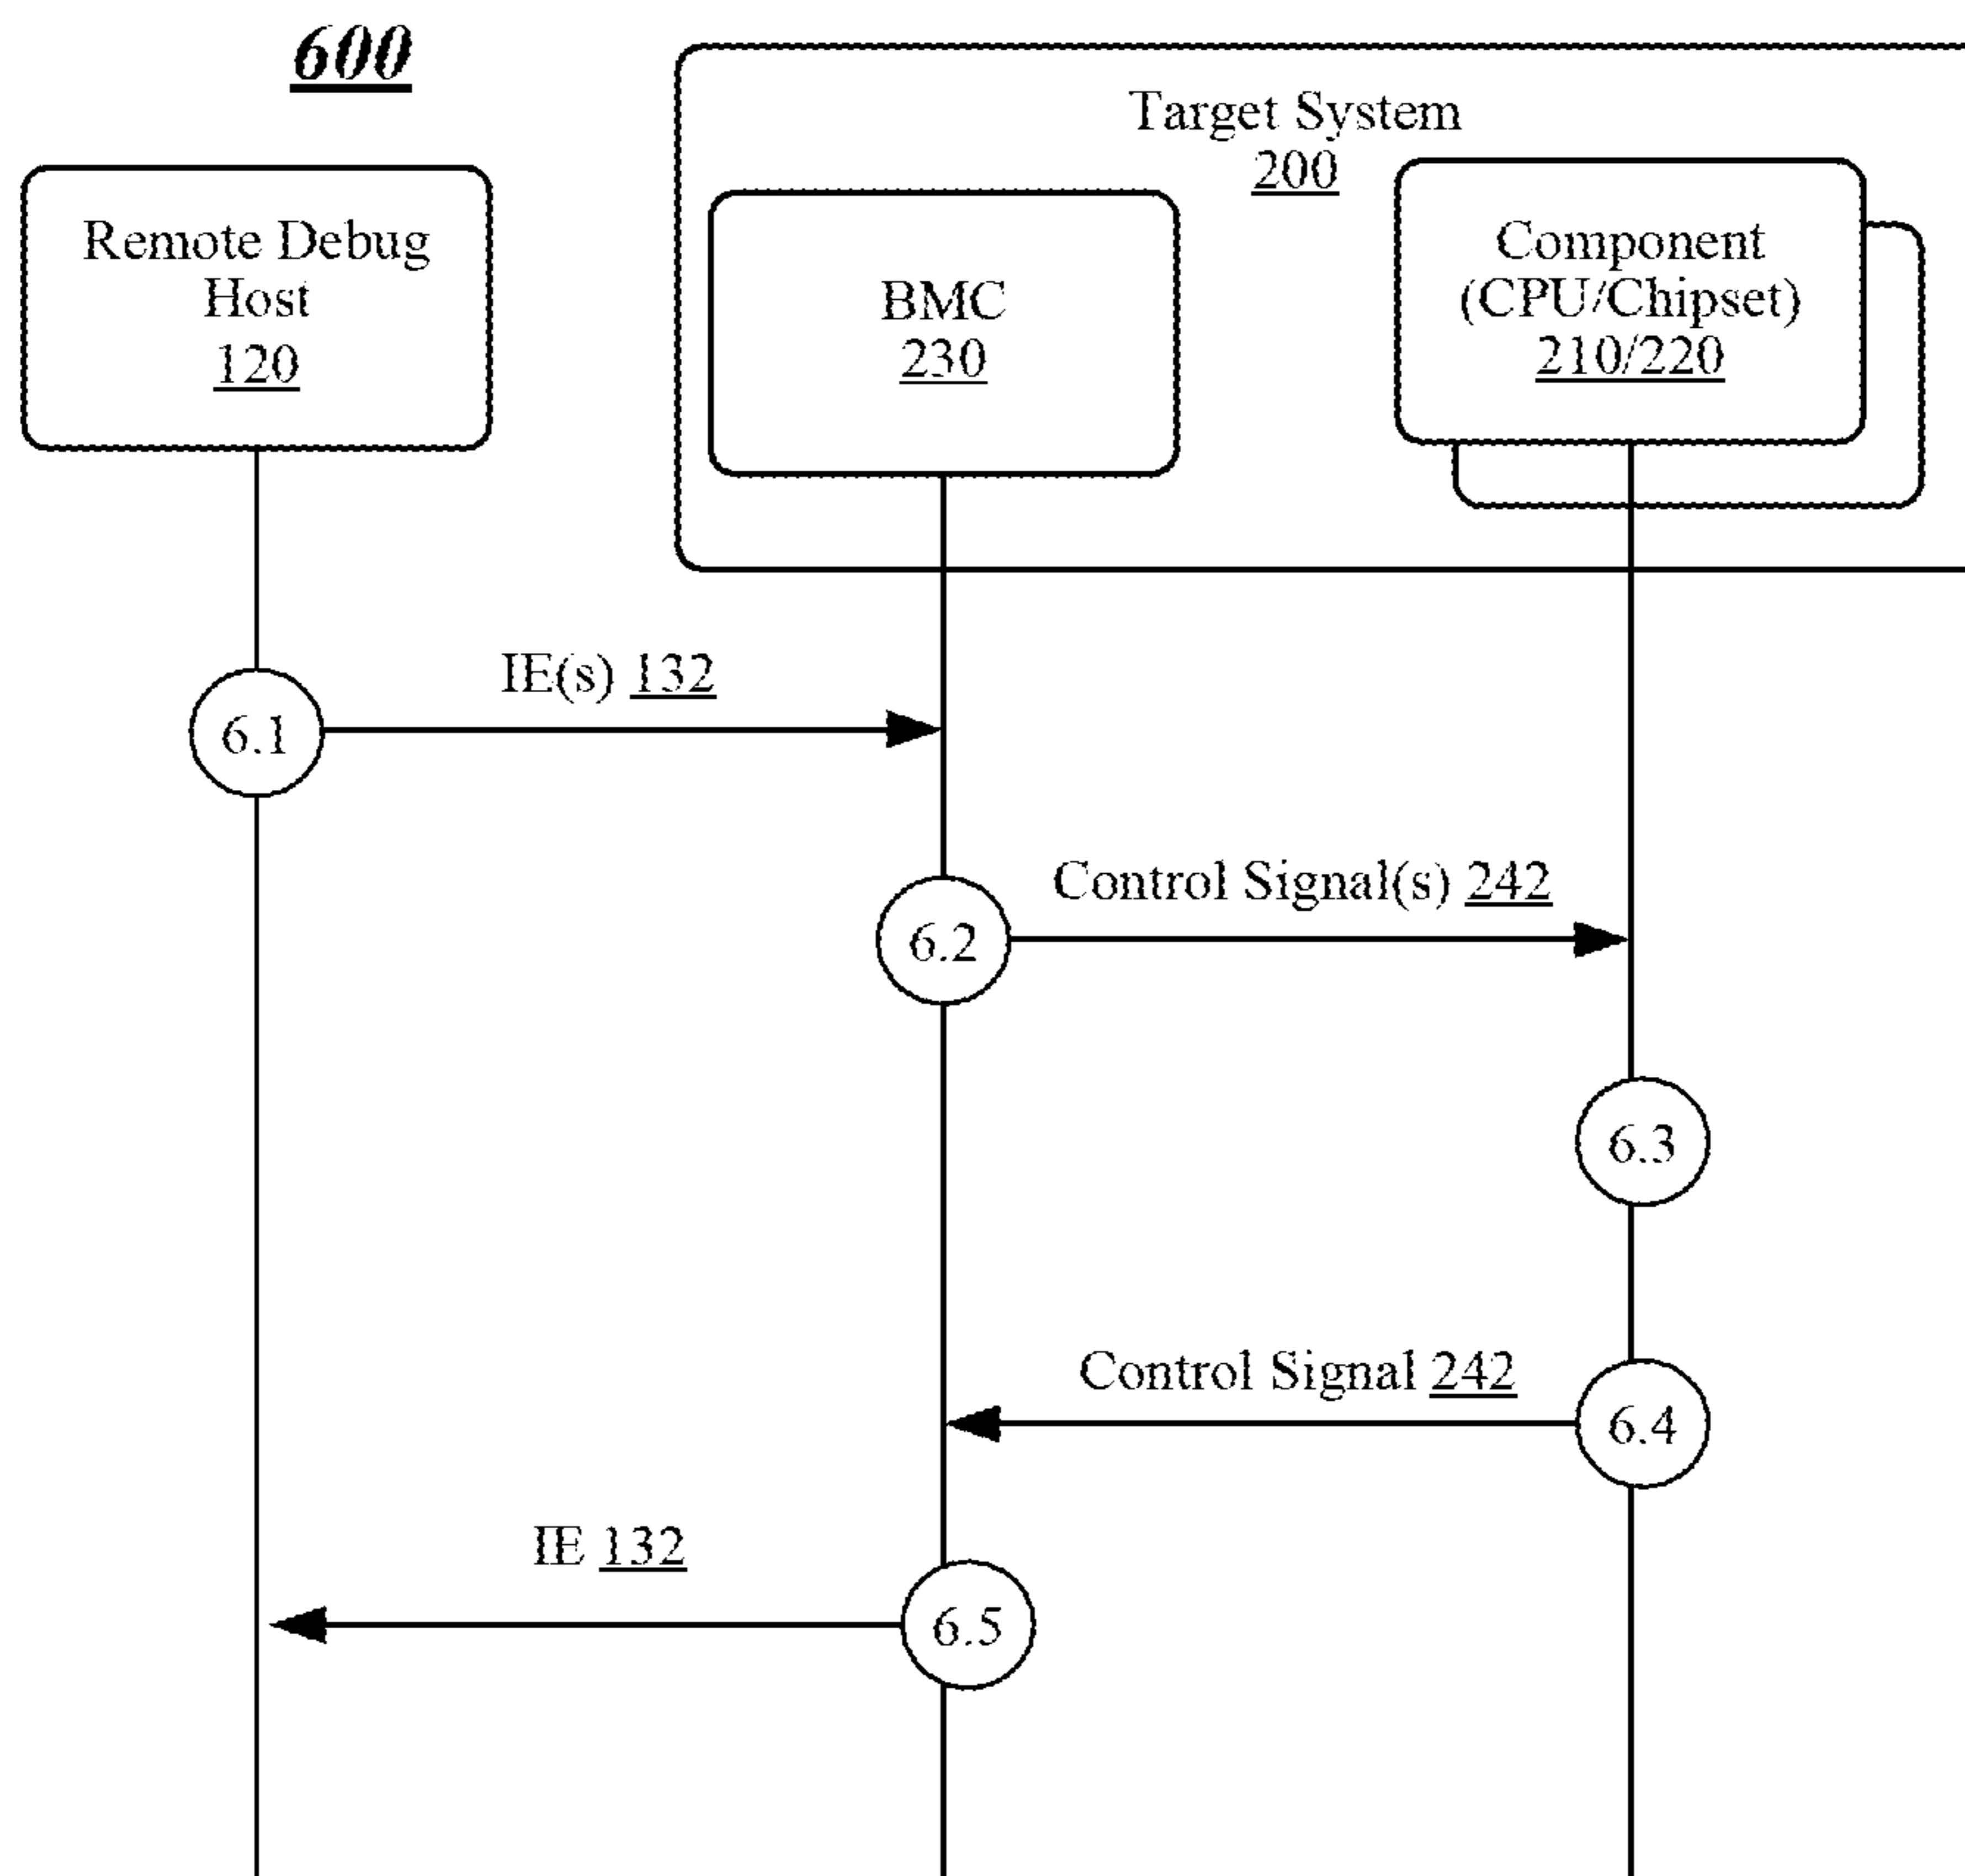 600
Target System
200
Remote Debug
Host
120
BMC
230
Component
(CPU/Chipset)
210/220
IE(s) 132
6.1
Control Signal(s) 242
6.2
6.3
Control Signal 242
6.4
IE 132
6.5